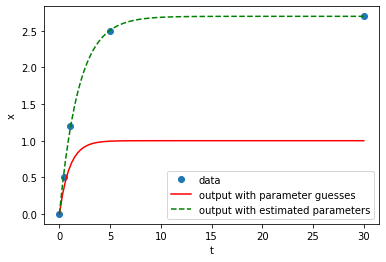 2.5
2.0
1.5
1.0
0.5
0.0
x
data
output with parameter guesses
output with estimated parameters
0 5 10 15 20 25 30
t